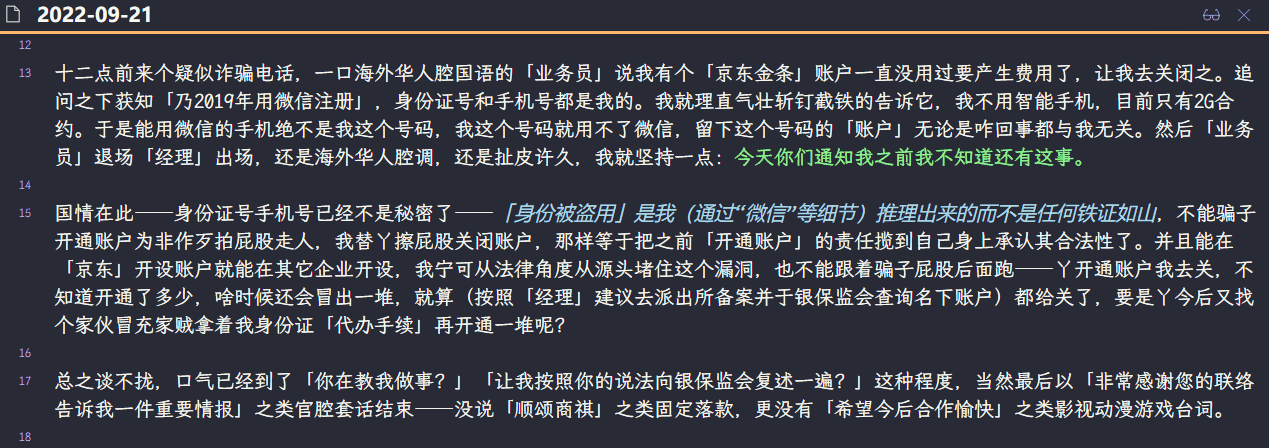 2022-09-21
12
13 十二点前来个疑似诈骗电话，一口海外华人腔国语的「业务员」说我有个「京东金条」账户一直没用过要产生费用了，让我去关闭之。追
问之下获知「乃2019年用微信注册」，身份证号和手机号都是我的。我就理直气壮斩钉截铁的告诉它，我不用智能手机，目前只有2G合
约。于是能用微信的手机绝不是我这个号码，我这个号码就用不了微信，留下这个号码的「账户」无论是咋回事都与我无关。然后「业务
员」退场「经理」出场，还是海外华人腔调，还是扯皮许久，我就坚持一点：今天你们通知我之前我不知道还有这事。
14
15 国情在此——身份证号手机号已经不是秘密了——「身份被盗用」是我（通过“微信”等细节）推理出来的而不是任何铁证如山，不能骗子
开通账户为非作歹拍屁股走人，我替丫擦屁股关闭账户，那样等于把之前「开通账户」的责任揽到自己身上承认其合法性了。并且能在
「京东」开设账户就能在其它企业开设，我宁可从法律角度从源头堵住这个漏洞，也不能跟着骗子屁股后面跑——丫开通账户我去关，不
知道开通了多少，啥时候还会冒出一堆，就算（按照「经理」建议去派出所备案并于银保监会查询名下账户）都给关了，要是丫今后又找
个家伙冒充家贼拿着我身份证「代办手续」再开通一堆呢？
16
17 总之谈不拢，口气已经到了「你在教我做事？」「让我按照你的说法向银保监会复述一遍？」这种程度，当然最后以「非常感谢您的联络
告诉我一件重要情报」之类官腔套话结束——没说「顺颂商祺」之类固定落款，更没有「希望今后合作愉快」之类影视动漫游戏台词。
18